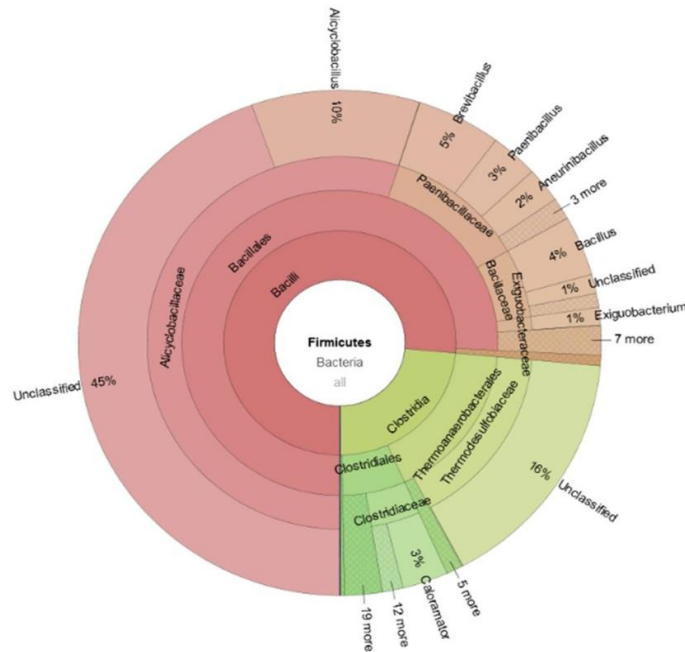 Alicyclobacillus
10%
Brevibacillus
5%
Paenibacillus
3%
Aneurinibacillus
2%
3 more
Bacillus
4%
Unclassified
1%
Exiguobacterium
1%
7 more
Paenibacillaceae
Bacillaceae
Exiguobacteraceae
Bacillales
Bacilli
Alicyclobacillaceae
Unclassified
45%
Firmicutes
Bacteria
all
Clostridia
Thermoanaerobacterales
Thermodesulfobiaceae
16%
Unclassified
Clostridiales
Clostridiaceae
3%
Caloramator
5 more
12 more
19 more